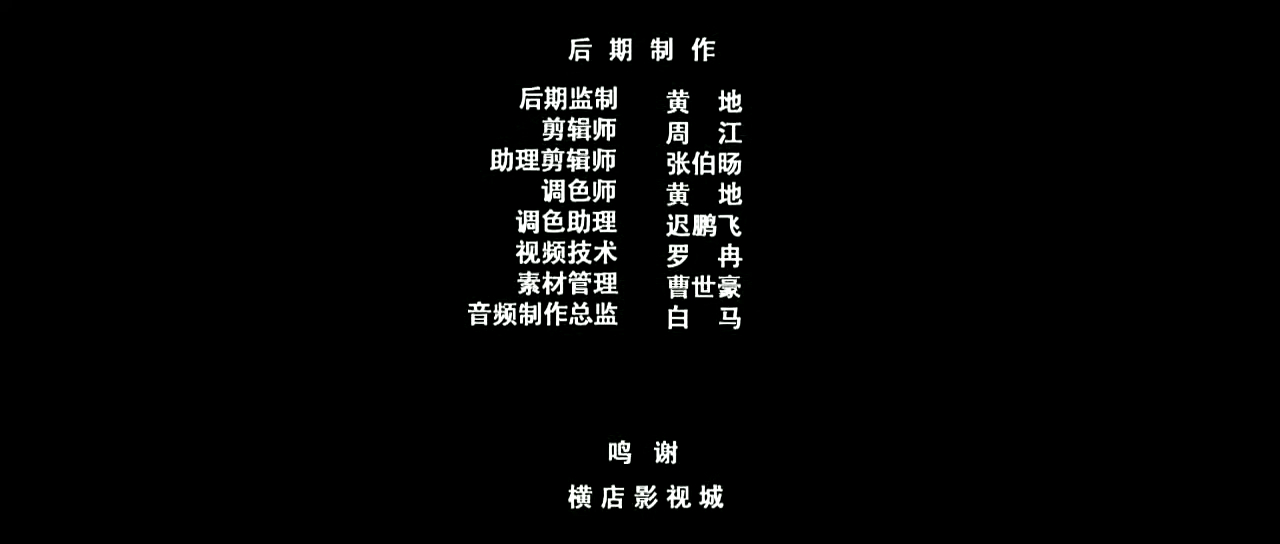 后期制作
后期监制 黄地
剪辑师 周江
助理剪辑师 张伯旸
调色师 黄地
调色助理 迟鹏飞
视频技术 罗冉
素材管理 曹世豪
音频制作总监 白马
鸣谢
横店影视城